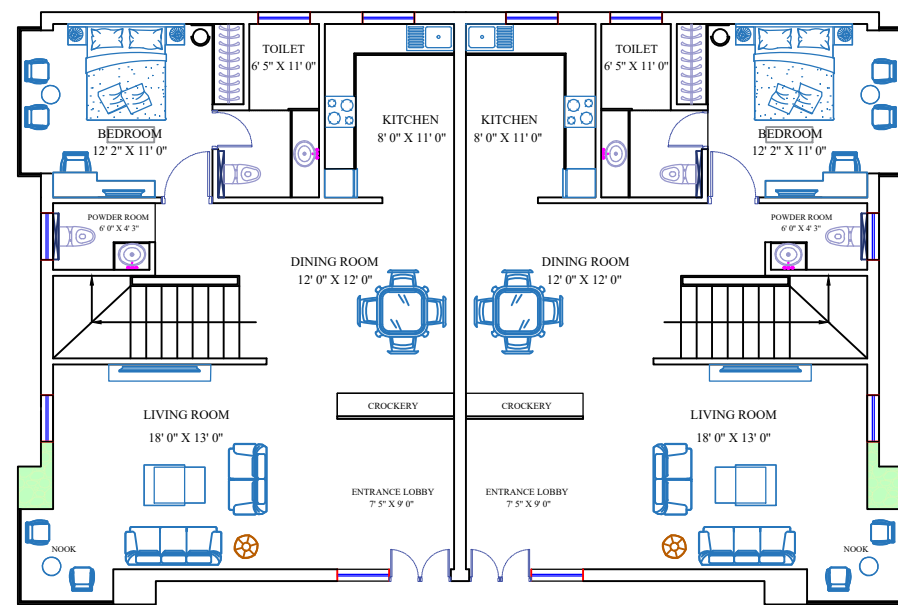 TOILET
6' 5" X 11' 0"
KITCHEN
8' 0" X 11' 0"
BEDROOM
12' 2" X 11' 0"
POWDER ROOM
6' 0" X 4' 3"
DINING ROOM
12' 0" X 12' 0"
CROCKERY
LIVING ROOM
18' 0" X 13' 0"
ENTRANCE LOBBY
7' 5" X 9' 0"
NOOK
TOILET
6' 5" X 11' 0"
KITCHEN
8' 0" X 11' 0"
BEDROOM
12' 2" X 11' 0"
POWDER ROOM
6' 0" X 4' 3"
DINING ROOM
12' 0" X 12' 0"
CROCKERY
LIVING ROOM
18' 0" X 13' 0"
ENTRANCE LOBBY
7' 5" X 9' 0"
NOOK